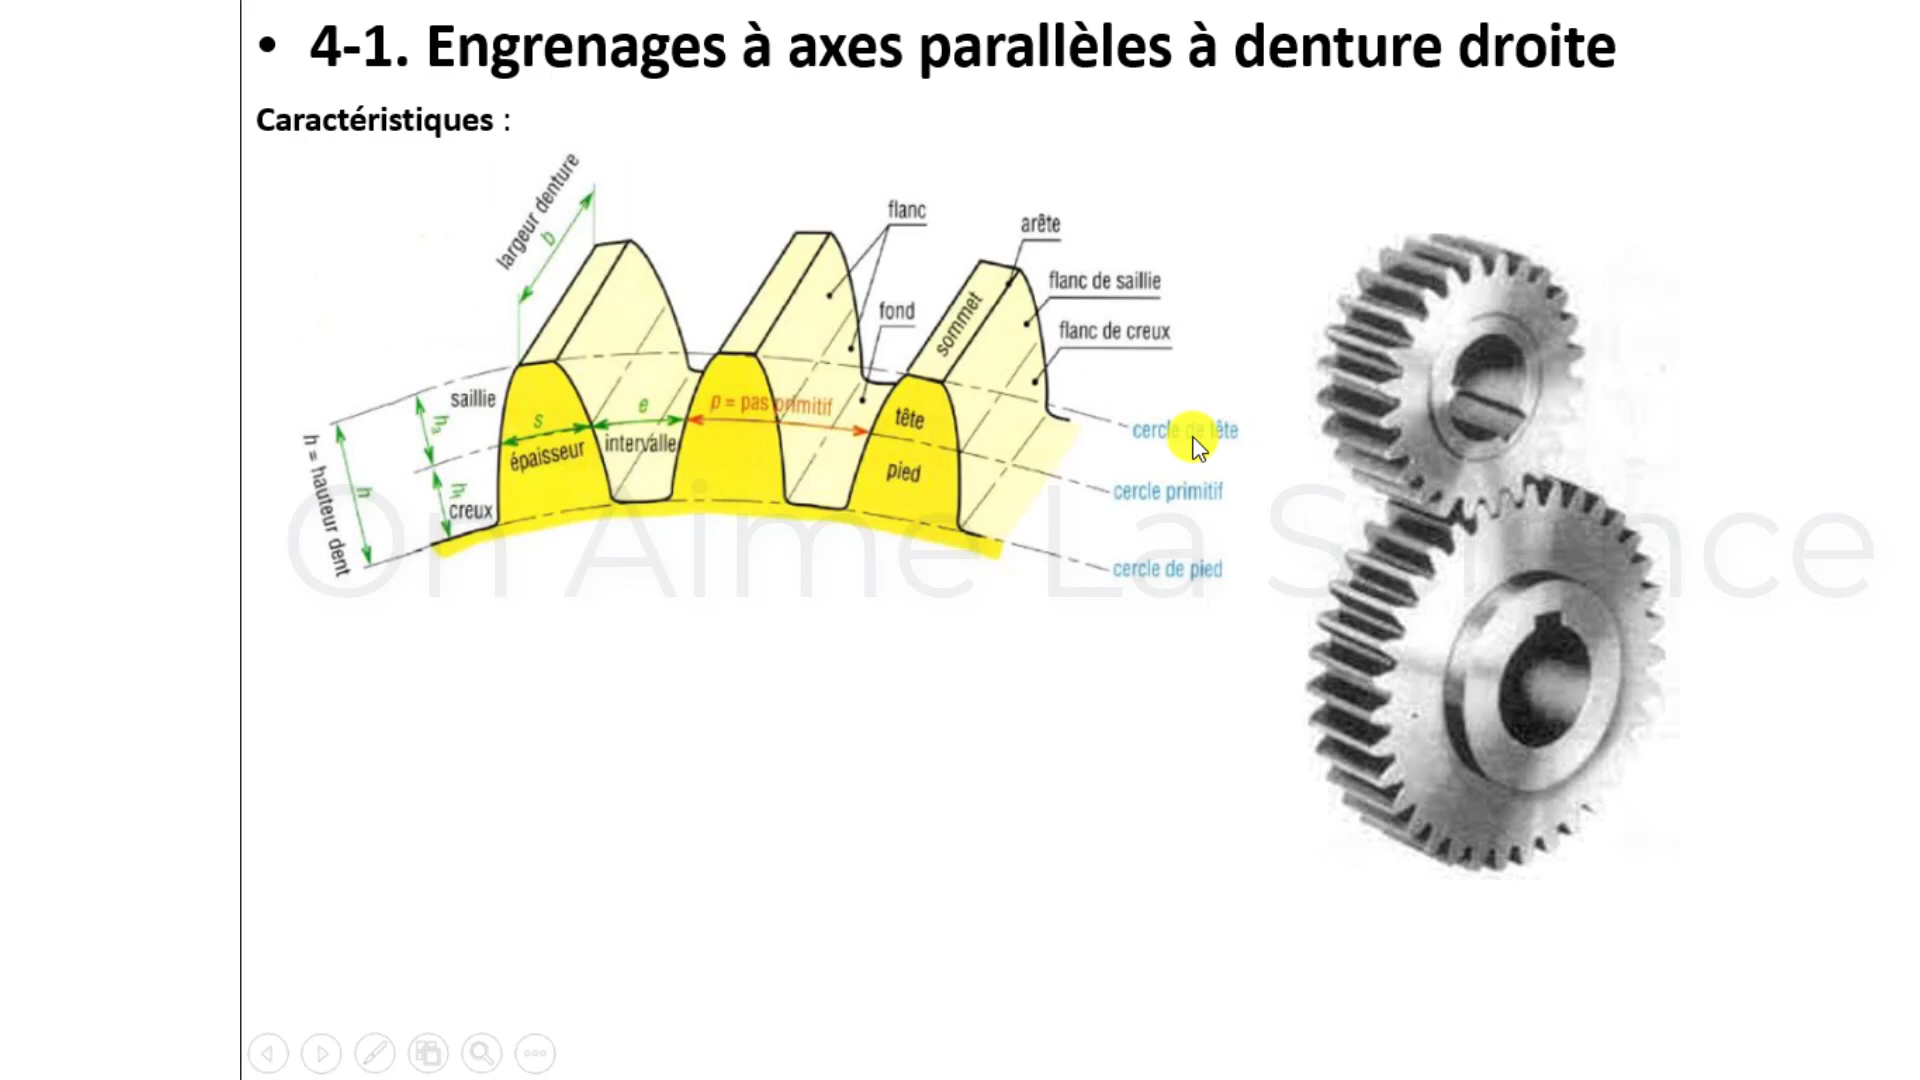 • 4-1. Engrenages à axes parallèles à denture droite
Caractéristiques :
largeur denture
b
flanc
arête
flanc de saillie
fond
flanc de creux
sommet
saillie
ha
s
e
p = pas primitif
tête
cercle de tête
épaisseur
intervalle
pied
h = hauteur dent
h
hf
creux
cercle primitif
cercle de pied
On Aime La Science